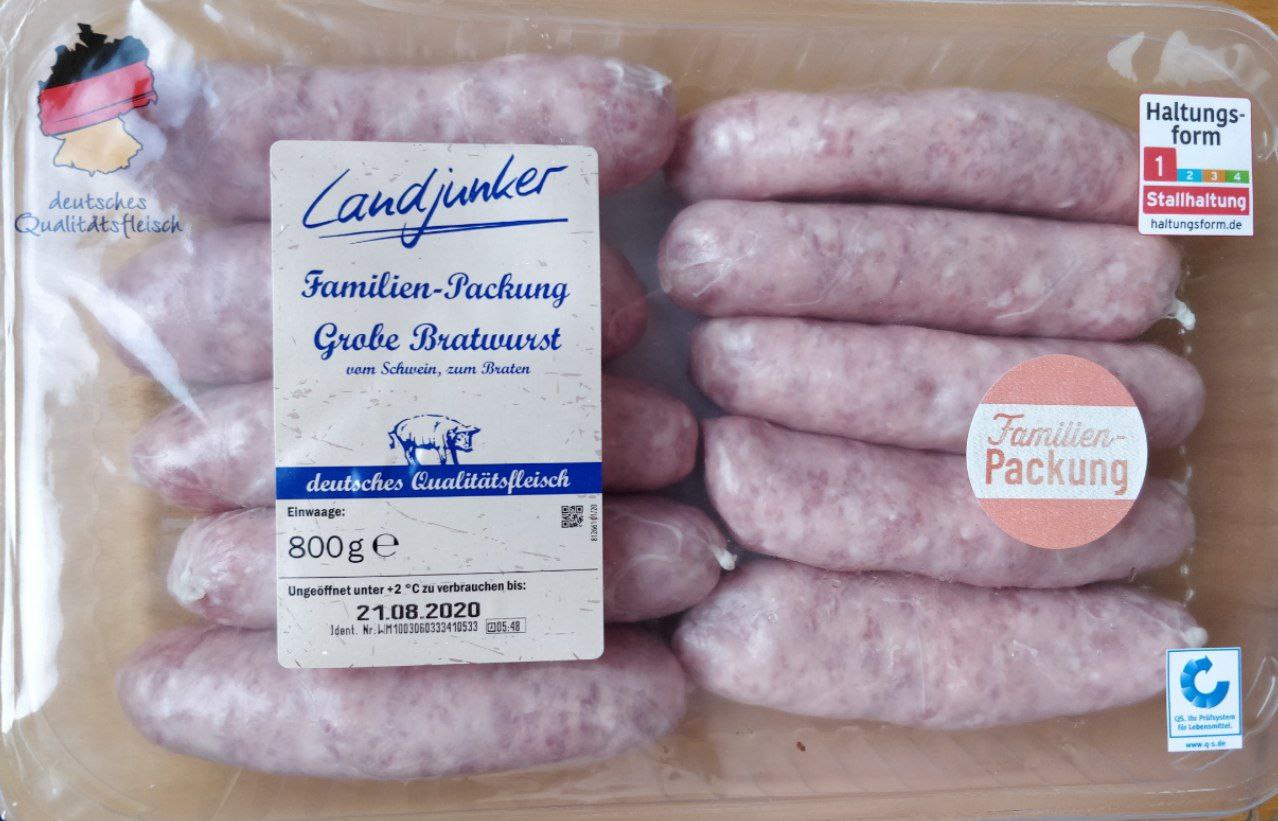 deutsches
Qualitätsfleisch
Landjunker
Familien-Packung
Grobe Bratwurst
vom Schwein, zum Braten
deutsches Qualitätsfleisch
Einwaage:
800 g ℮
Ungeöffnet unter +2 °C zu verbrauchen bis:
21.08.2020
Ident. Nr.:WM1003060333410533 05:48
Haltungs-
form
1 2 3 4
Stallhaltung
haltungsform.de
Familien-
Packung
QS. Ihr Prüfsystem
für Lebensmittel.
www.q-s.de